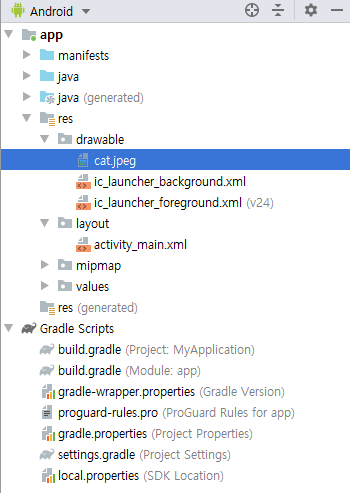 Android
app
manifests
java
java (generated)
res
drawable
cat.jpeg
ic_launcher_background.xml
ic_launcher_foreground.xml (v24)
layout
activity_main.xml
mipmap
values
res (generated)
Gradle Scripts
build.gradle (Project: MyApplication)
build.gradle (Module: app)
gradle-wrapper.properties (Gradle Version)
proguard-rules.pro (ProGuard Rules for app)
gradle.properties (Project Properties)
settings.gradle (Project Settings)
local.properties (SDK Location)